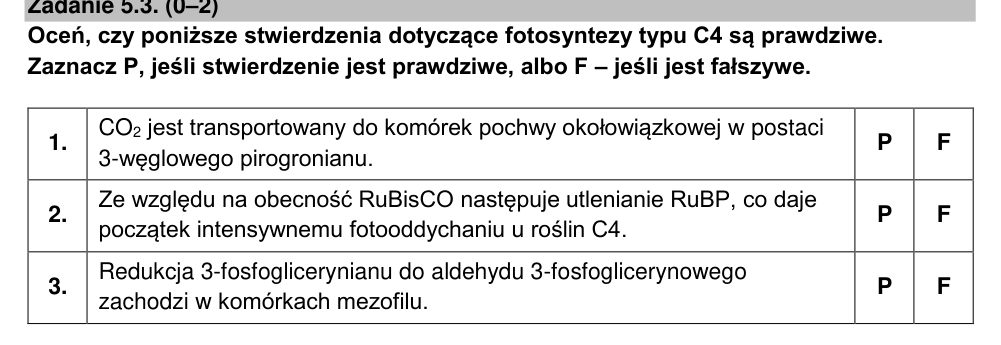 Zadanie 5.3. (0–2)
Oceń, czy poniższe stwierdzenia dotyczące fotosyntezy typu C4 są prawdziwe.
Zaznacz P, jeśli stwierdzenie jest prawdziwe, albo F – jeśli jest fałszywe.
1. CO₂ jest transportowany do komórek pochwy okołowiązkowej w postaci P F
3-węglowego pirogronianu.
2. Ze względu na obecność RuBisCO następuje utlenianie RuBP, co daje P F
początek intensywnemu fotooddychaniu u roślin C4.
3. Redukcja 3-fosfoglicerynianu do aldehydu 3-fosfoglicerynowego P F
zachodzi w komórkach mezofilu.